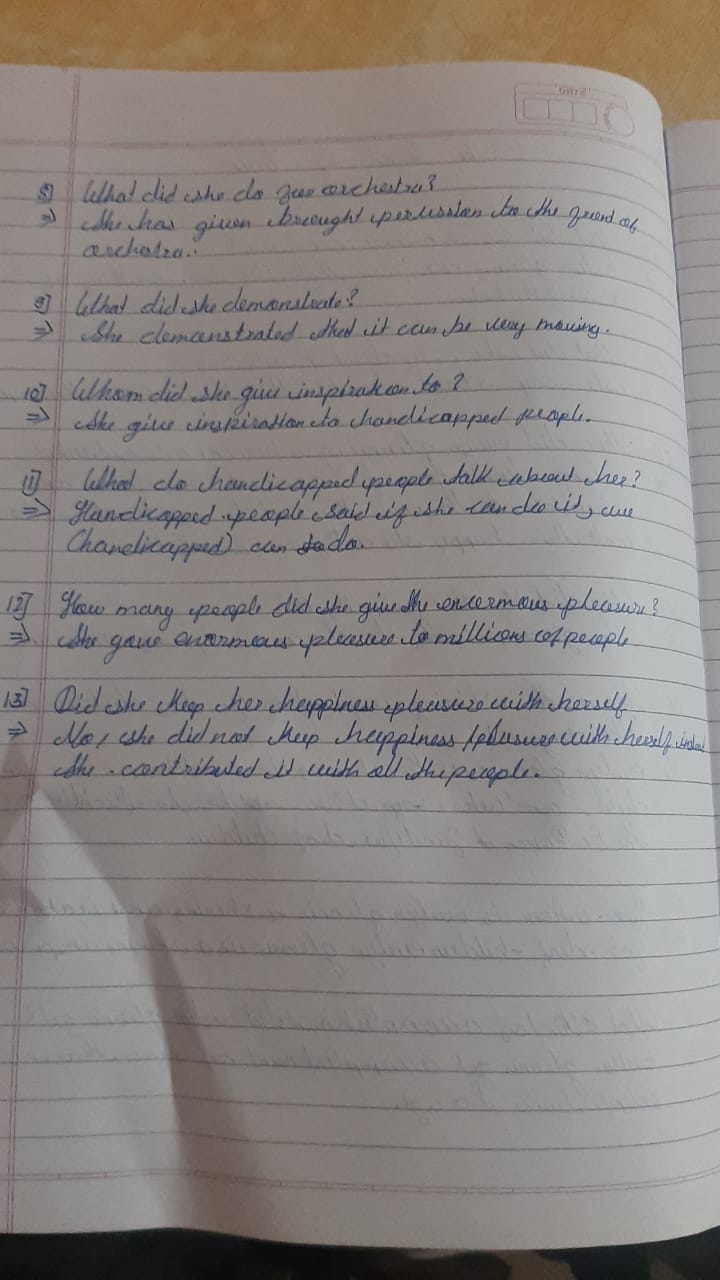 DATE
8] What did she do for orchestra?
⇒ She has given brought percussion to the front of
orchestra.
9] What did she demonstrate?
⇒ She demonstrated that it can be very moving.
10] Whom did she give inspiration to?
⇒ She give inspiration to handicapped people.
11] What do handicapped people talk about her?
⇒ Handicapped people said if she can do it, we
(handicapped) can to do.
12] How many people did she give the enormous pleasure?
⇒ She gave enormous pleasure to millions of people
13] Did she keep her happiness pleasure with herself
⇒ No, she did not keep happiness / pleasure with herself instead
she contributed it with all the people.